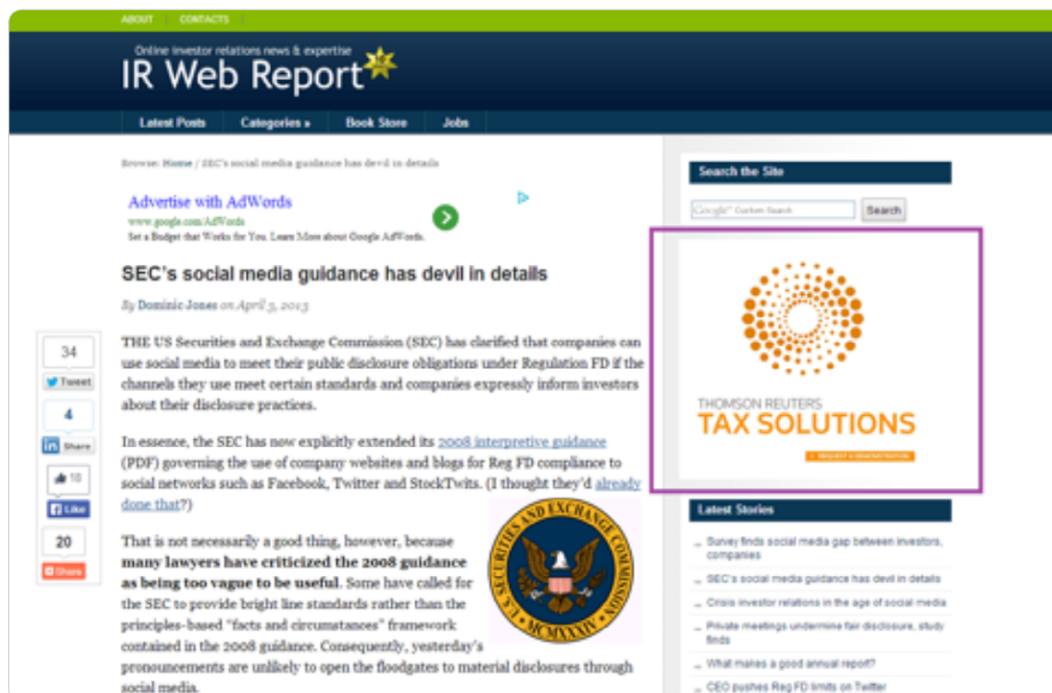 ABOUT
CONTACTS
Online investor relations news & expertise
IR Web Report
Latest Posts
Categories »
Book Store
Jobs
Browse: Home / SEC's social media guidance has devil in details
Advertise with AdWords
www.google.com/AdWords
Set a Budget that Works for You. Learn More about Google AdWords.
SEC's social media guidance has devil in details
By Dominic Jones on April 3, 2013
34
Tweet
4
in Share
18
Like
20
Share
THE US Securities and Exchange Commission (SEC) has clarified that companies can
use social media to meet their public disclosure obligations under Regulation FD if the
channels they use meet certain standards and companies expressly inform investors
about their disclosure practices.
In essence, the SEC has now explicitly extended its 2008 interpretive guidance
(PDF) governing the use of company websites and blogs for Reg FD compliance to
social networks such as Facebook, Twitter and StockTwits. (I thought they'd already
done that?)
That is not necessarily a good thing, however, because
many lawyers have criticized the 2008 guidance
as being too vague to be useful. Some have called for
the SEC to provide bright line standards rather than the
principles-based "facts and circumstances" framework
contained in the 2008 guidance. Consequently, yesterday's
pronouncements are unlikely to open the floodgates to material disclosures through
social media.
U.S. SECURITIES AND EXCHANGE COMMISSION
MCMXXXIV
Search the Site
Google™ Custom Search
Search
THOMSON REUTERS
TAX SOLUTIONS
REQUEST A DEMONSTRATION
Latest Stories
Survey finds social media gap between investors,
companies
SEC's social media guidance has devil in details
Crisis investor relations in the age of social media
Private meetings undermine fair disclosure, study
finds
What makes a good annual report?
CEO pushes Reg FD limits on Twitter